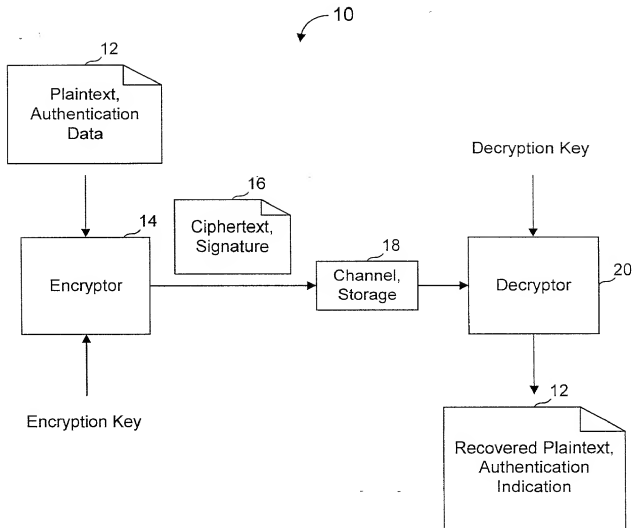 10
12
Plaintext,
Authentication
Data
Decryption Key
14
16
Ciphertext,
Signature
18
Encryptor
Channel,
Storage
Decryptor
20
Encryption Key
12
Recovered Plaintext,
Authentication
Indication